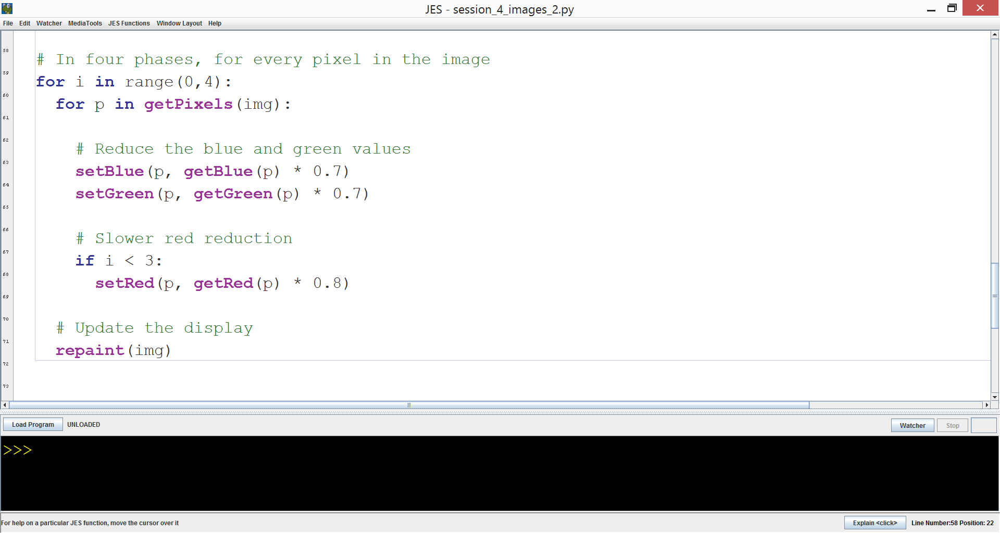 JES - session_4_images_2.py
File Edit Watcher MediaTools JES Functions Window Layout Help
58
# In four phases, for every pixel in the image
59
for i in range(0,4):
60
for p in getPixels(img):
61
62
# Reduce the blue and green values
63
setBlue(p, getBlue(p) * 0.7)
64
setGreen(p, getGreen(p) * 0.7)
65
66
# Slower red reduction
67
if i < 3:
68
setRed(p, getRed(p) * 0.8)
69
70
# Update the display
71
repaint(img)
72
73
Load Program UNLOADED Watcher Stop
>>>
For help on a particular JES function, move the cursor over it Explain <click> Line Number:58 Position: 22